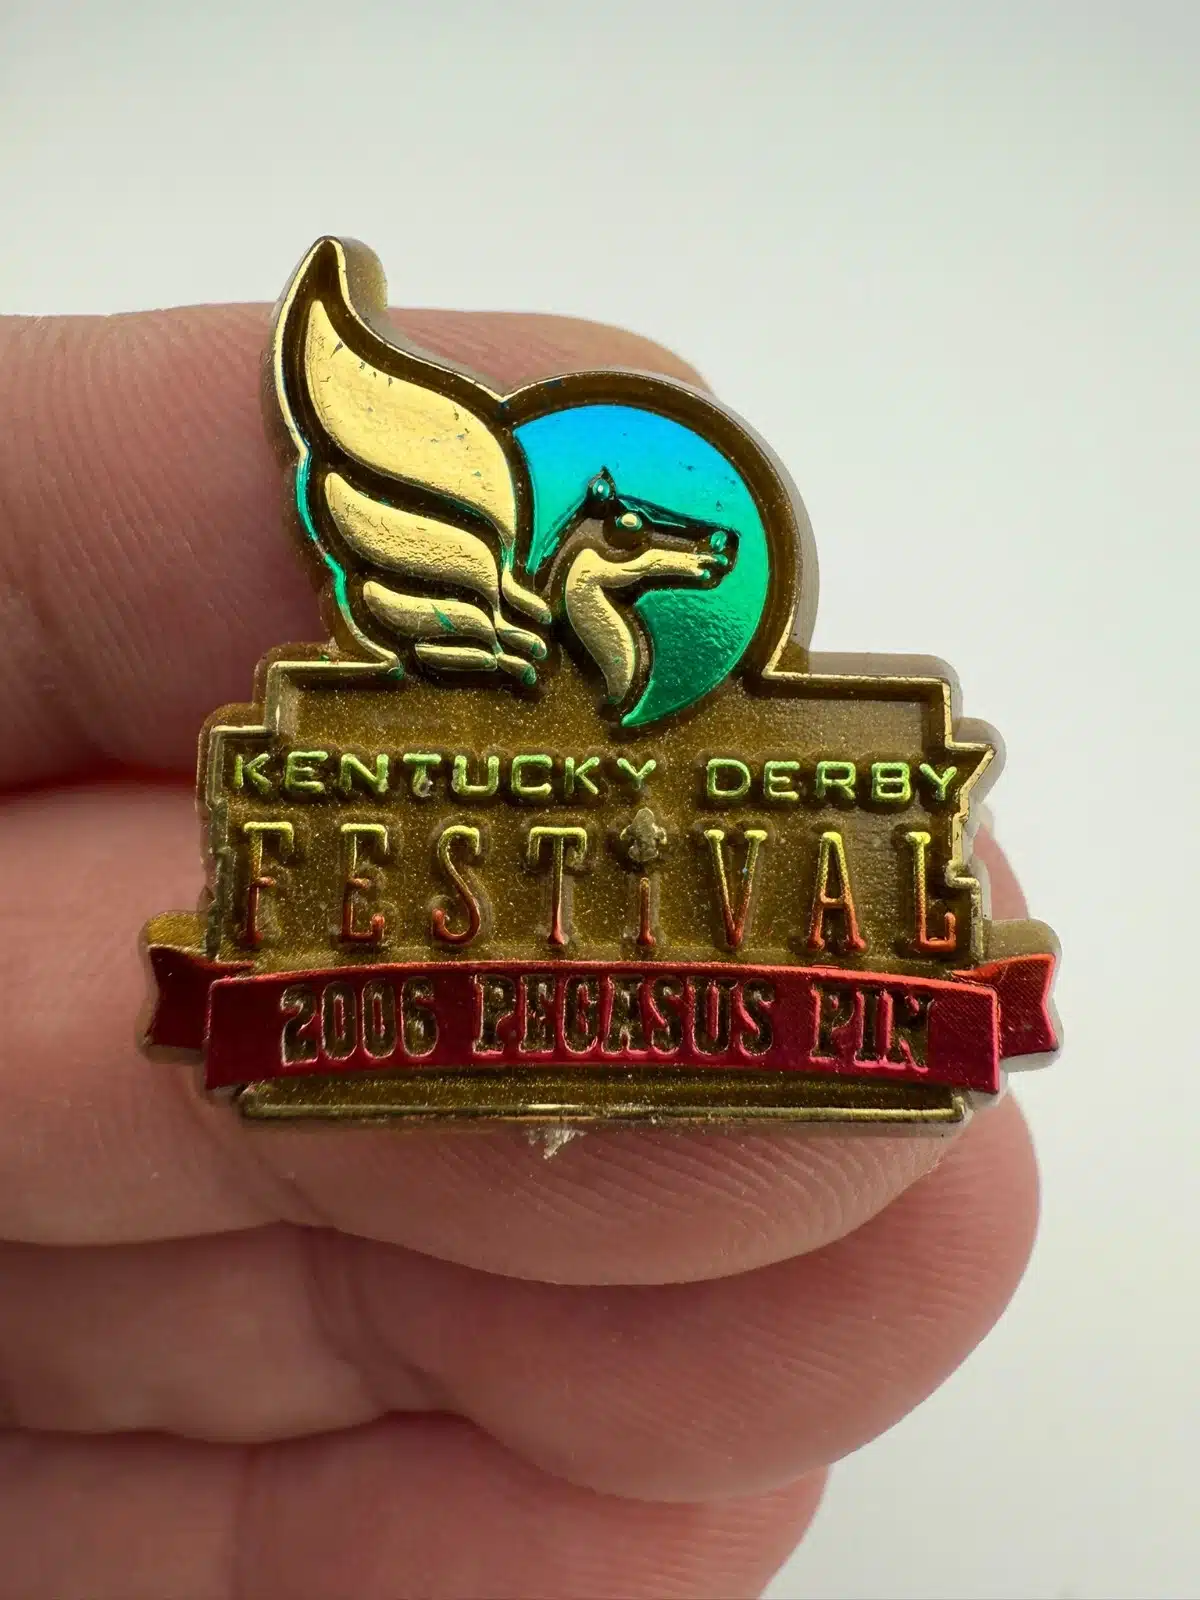 KENTUCKY DERBY
FESTiVAL
2006 PEGASUS PIN